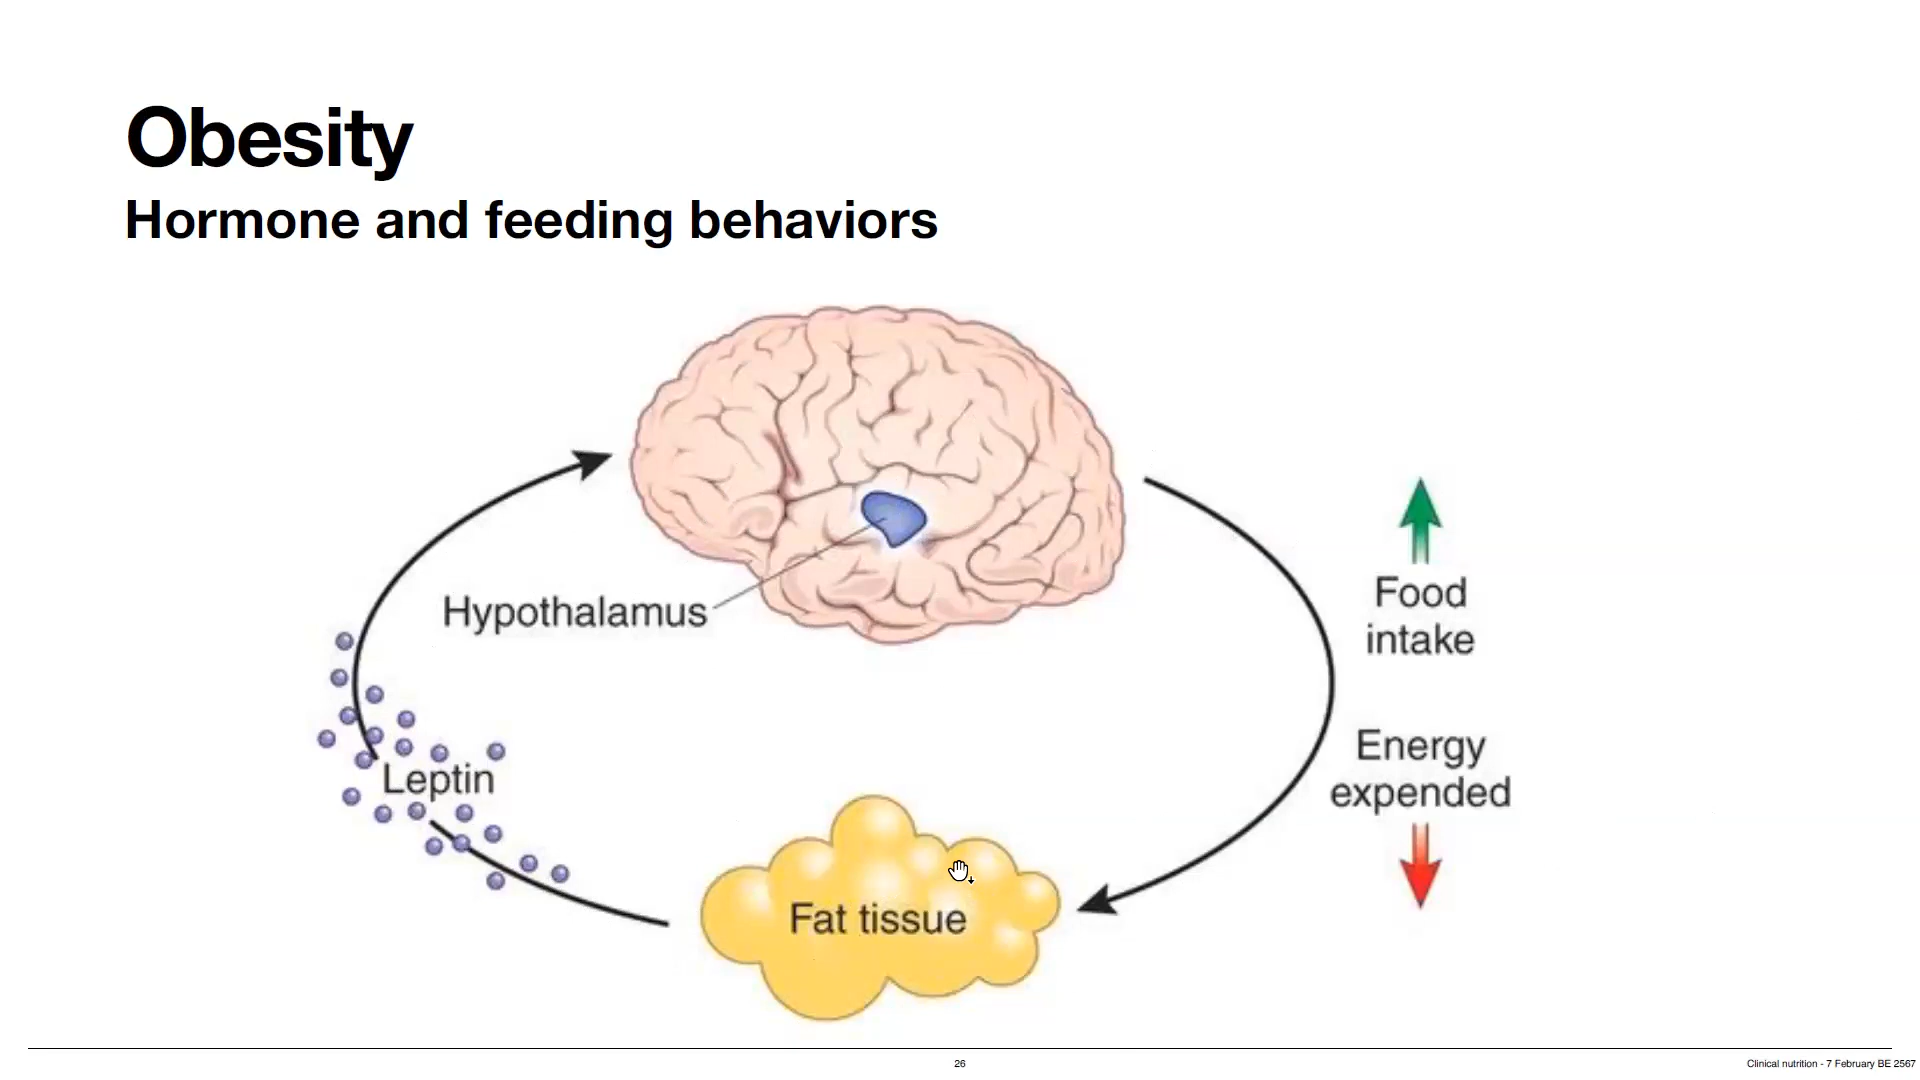 Obesity
Hormone and feeding behaviors
Hypothalamus
Food
intake
Energy
expended
Leptin
Fat tissue
26
Clinical nutrition - 7 February BE 2567